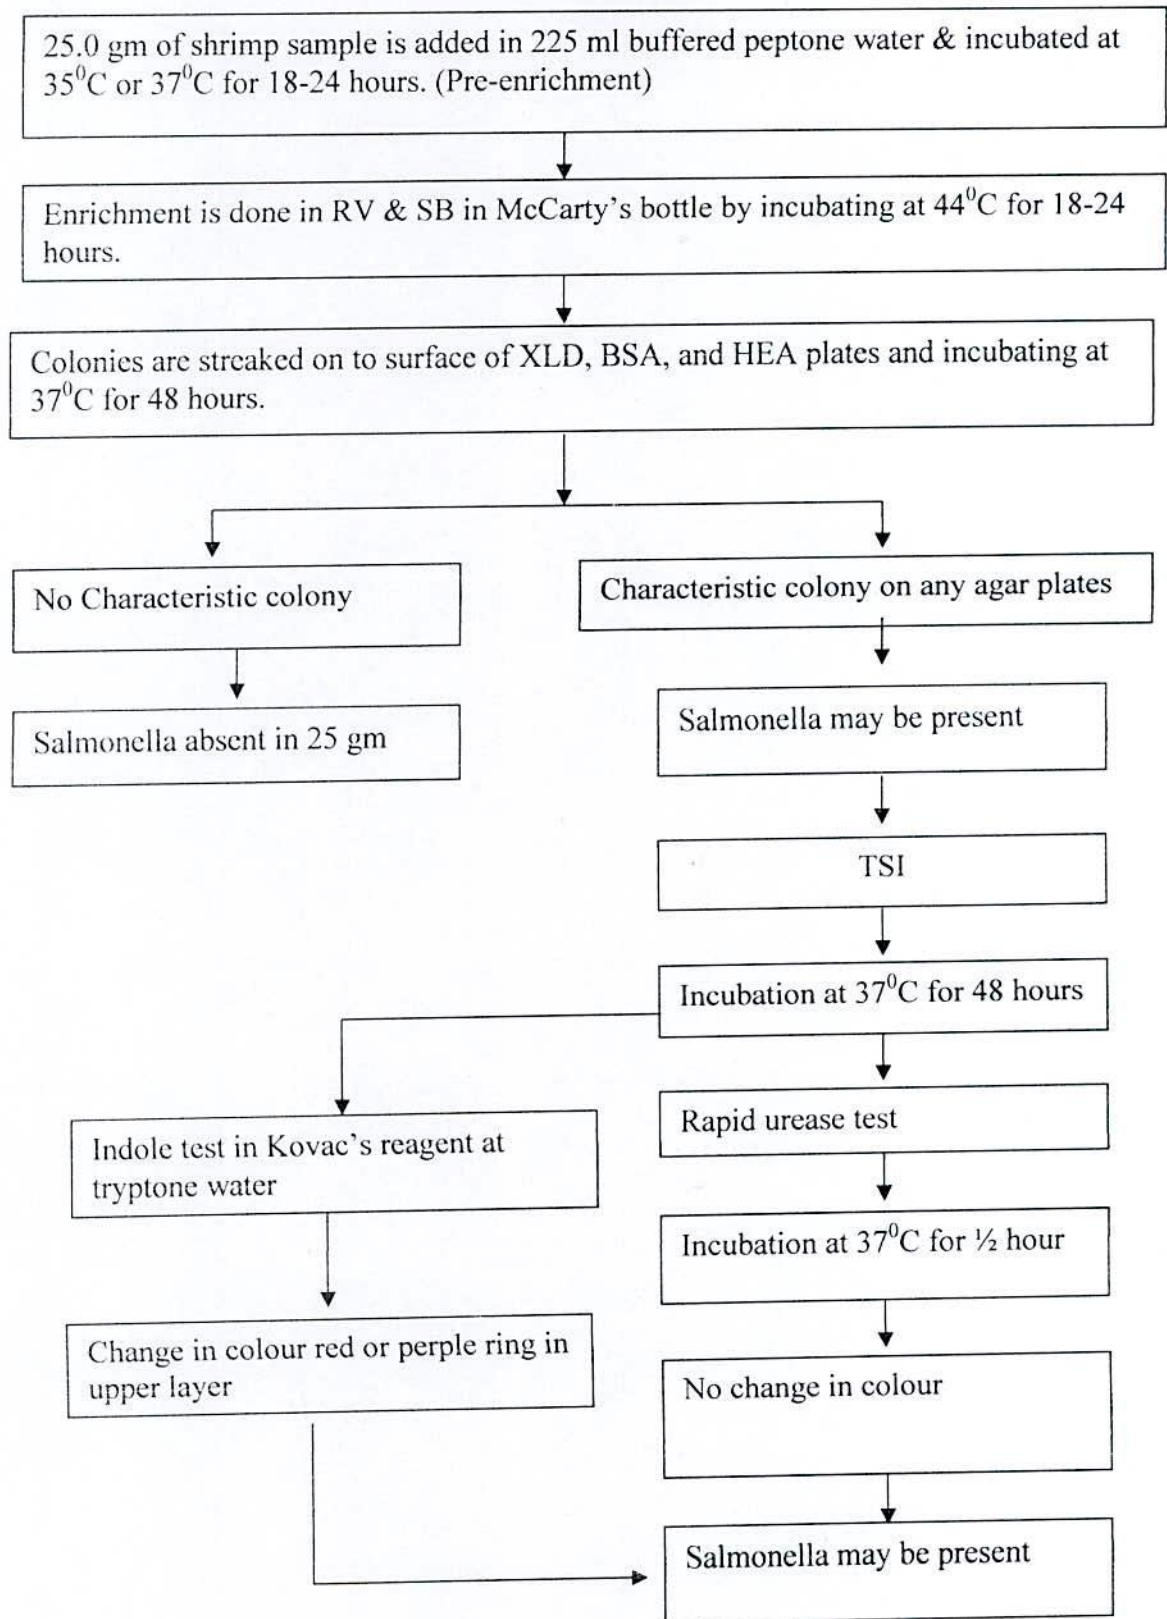 25.0 gm of shrimp sample is added in 225 ml buffered peptone water & incubated at
35⁰C or 37⁰C for 18-24 hours. (Pre-enrichment)
Enrichment is done in RV & SB in McCarty's bottle by incubating at 44⁰C for 18-24
hours.
Colonies are streaked on to surface of XLD, BSA, and HEA plates and incubating at
37⁰C for 48 hours.
No Characteristic colony
Salmonella absent in 25 gm
Characteristic colony on any agar plates
Salmonella may be present
TSI
Incubation at 37⁰C for 48 hours
Indole test in Kovac's reagent at
tryptone water
Change in colour red or perple ring in
upper layer
Rapid urease test
Incubation at 37⁰C for ½ hour
No change in colour
Salmonella may be present